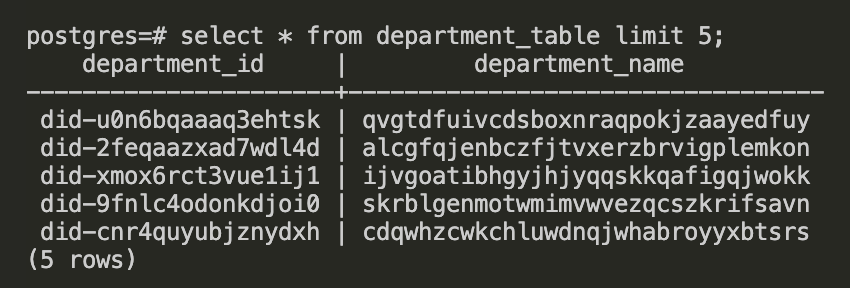 postgres=# select * from department_table limit 5;
department_id | department_name
----------------------+---------------------------------
did-u0n6bqaaaq3ehtsk | qvgtdfuivcdsboxnraqpokjzaayedfuy
did-2feqaazxad7wdl4d | alcgfqjenbczfjtvxerzbrvigplemkon
did-xmox6rct3vue1ij1 | ijvgoatibhgyjhjyqqskkqafigqjwokk
did-9fnlc4odonkdjoi0 | skrblgenmotwmimvwvezqcszkrifsavn
did-cnr4quyubjznydxh | cdqwhzcwkchluwdnqjwhabroyyxbtsrs
(5 rows)